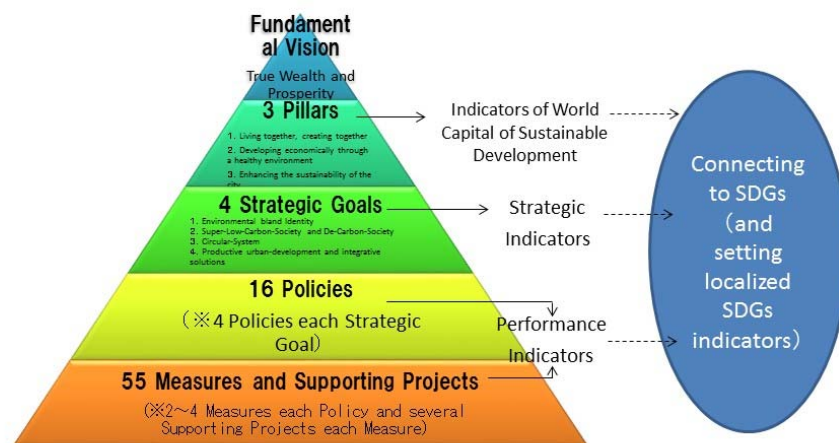 Fundament
al Vision
True Wealth and
Prosperity
3 Pillars
1. Living together, creating together
2. Developing economically through
a healthy environment
3. Enhancing the sustainability of the
city
4 Strategic Goals
1. Environmental bland Identity
2. Super-Low-Carbon-Society and De-Carbon-Society
3. Circular-System
4. Productive urban-development and integrative
solutions
16 Policies
(※4 Policies each Strategic
Goal)
55 Measures and Supporting Projects
(※2~4 Measures each Policy and several
Supporting Projects each Measure)
Indicators of World
Capital of Sustainable
Development
Strategic
Indicators
Performance
Indicators
Connecting
to SDGs
(and
setting
localized
SDGs
indicators)